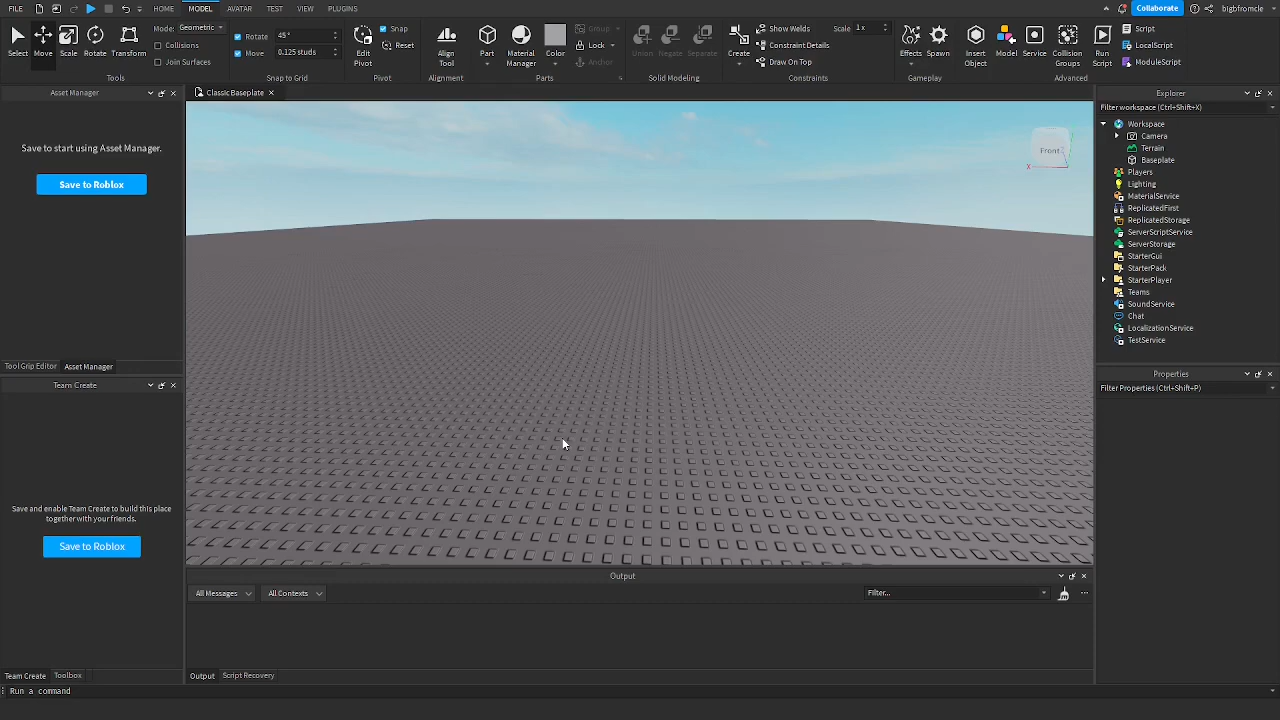 FILE
HOME
MODEL
AVATAR
TEST
VIEW
PLUGINS
Collaborate
bigbfromcle
Select
Move
Scale
Rotate
Transform
Mode: Geometric
Collisions
Join Surfaces
Tools
Rotate 45°
Move 0.125 studs
Snap to Grid
Edit
Pivot
Snap
Reset
Pivot
Align
Tool
Alignment
Part
Material
Manager
Color
Group
Lock
Anchor
Parts
Union
Negate
Separate
Solid Modeling
Create
Show Welds
Constraint Details
Draw On Top
Scale 1 x
Constraints
Effects
Spawn
Gameplay
Insert
Object
Model
Service
Collision
Groups
Run
Script
Script
LocalScript
ModuleScript
Advanced
Asset Manager
Save to start using Asset Manager.
Save to Roblox
Tool Grip Editor
Asset Manager
Team Create
Save and enable Team Create to build this place
together with your friends.
Save to Roblox
Team Create
Toolbox
Classic Baseplate
Front
X
Output
All Messages
All Contexts
Filter...
Output
Script Recovery
Run a command
Explorer
Filter workspace (Ctrl+Shift+X)
Workspace
Camera
Terrain
Baseplate
Players
Lighting
MaterialService
ReplicatedFirst
ReplicatedStorage
ServerScriptService
ServerStorage
StarterGui
StarterPack
StarterPlayer
Teams
SoundService
Chat
LocalizationService
TestService
Properties
Filter Properties (Ctrl+Shift+P)